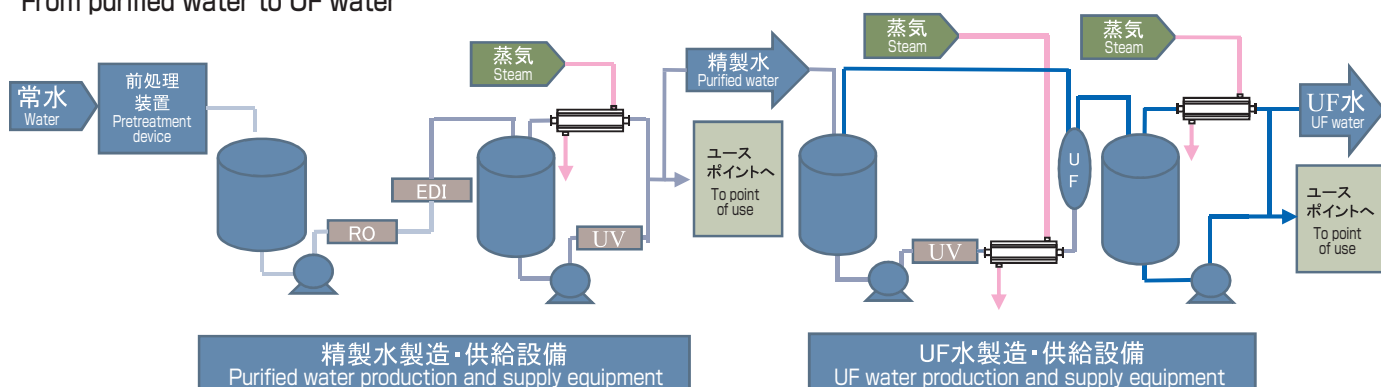 From purified water to UF water
常水
Water
前処理
装置
Pretreatment
device
RO
EDI
蒸気
Steam
UV
精製水
Purified water
ユース
ポイントへ
To point
of use
蒸気
Steam
UV
U
F
蒸気
Steam
UF水
UF water
ユース
ポイントへ
To point
of use
精製水製造・供給設備
Purified water production and supply equipment
UF水製造・供給設備
UF water production and supply equipment